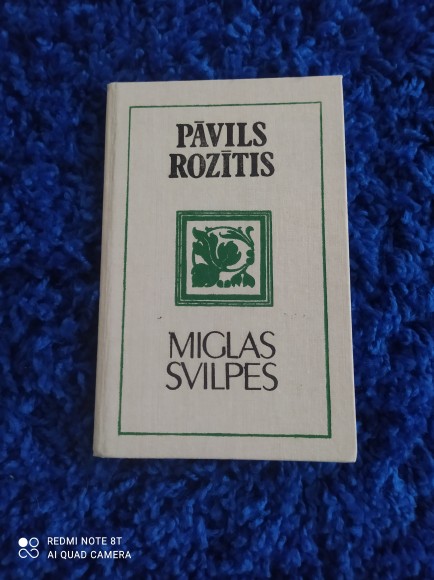 PĀVILS
ROZĪTIS
MIGLAS
SVILPES
REDMI NOTE 8T
AI QUAD CAMERA